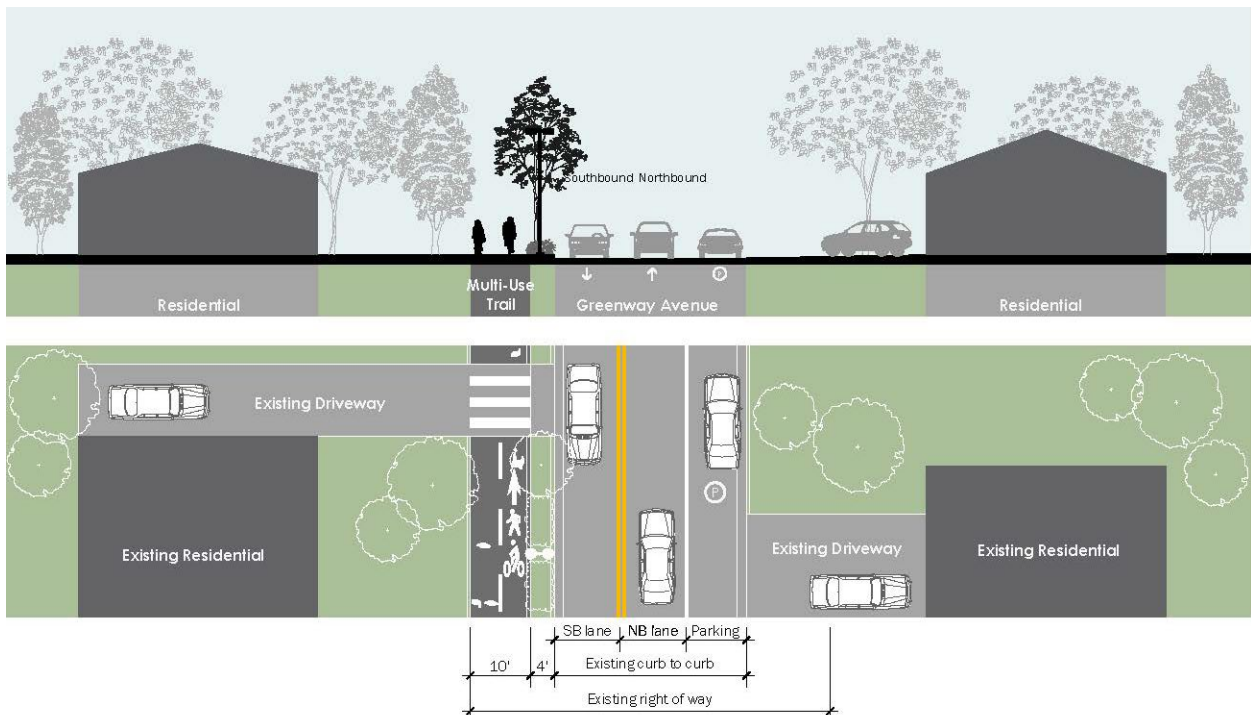 Southbound Northbound
P
Residential
Multi-Use
Trail
Greenway Avenue
Residential
Existing Driveway
P
Existing Residential
Existing Driveway
Existing Residential
SB lane
NB lane
Parking
10'
4'
Existing curb to curb
Existing right of way